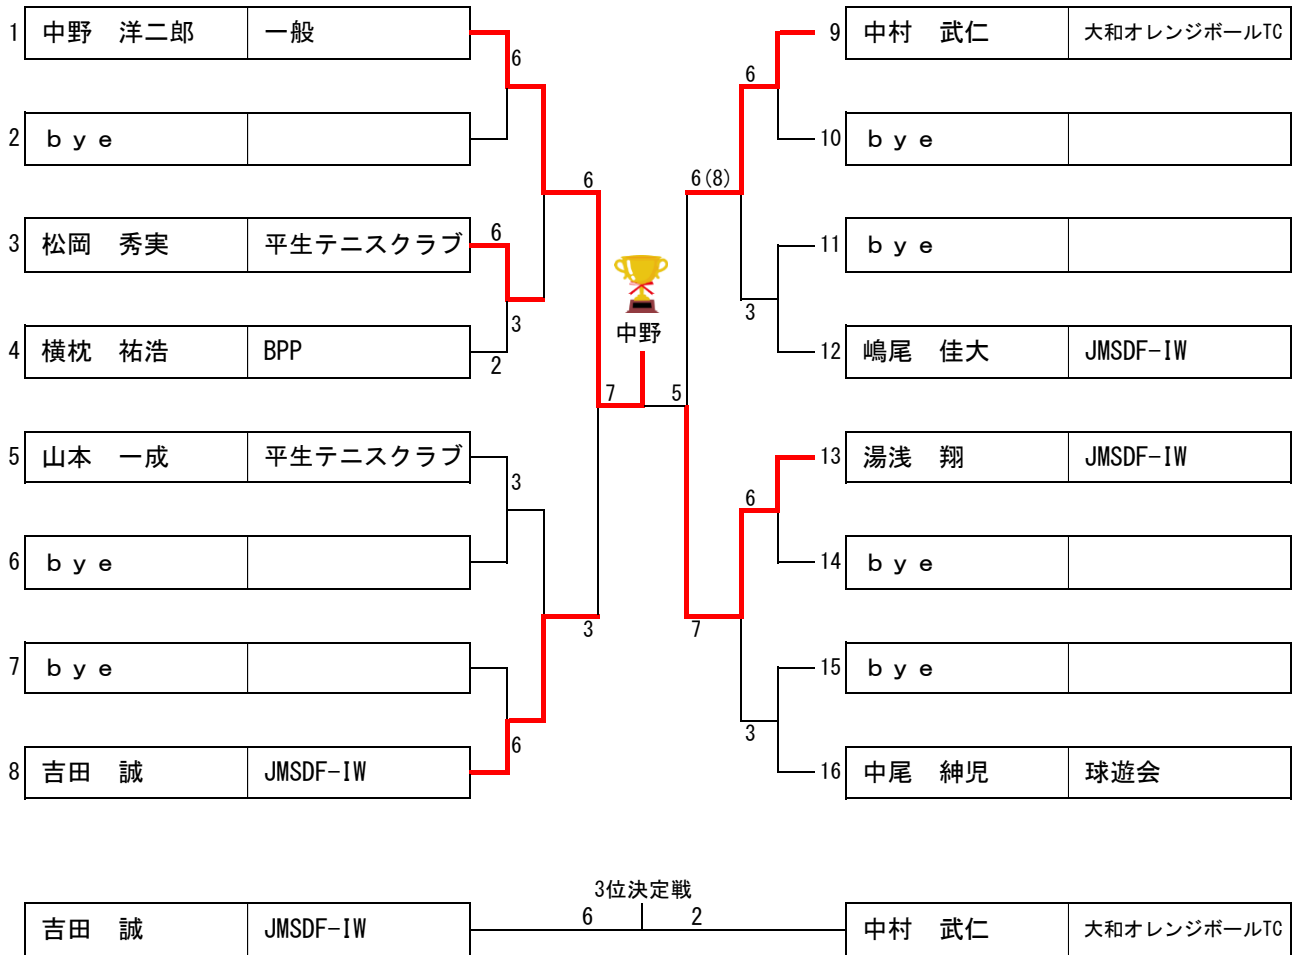 1 中野　洋二郎 一般
6
2 ｂｙｅ
3 松岡　秀実 平生テニスクラブ
6
3
4 横枕　祐浩 BPP
2
5 山本　一成 平生テニスクラブ
3
6 ｂｙｅ
7 ｂｙｅ
6
8 吉田　誠 JMSDF-IW
6
3
中野
7
5
6(8)
7
9 中村　武仁 大和オレンジボールTC
6
10 ｂｙｅ
11 ｂｙｅ
3
12 嶋尾　佳大 JMSDF-IW
13 湯浅　翔 JMSDF-IW
6
14 ｂｙｅ
15 ｂｙｅ
3
16 中尾　紳児 球遊会
3位決定戦
吉田　誠 JMSDF-IW 6 2 中村　武仁 大和オレンジボールTC